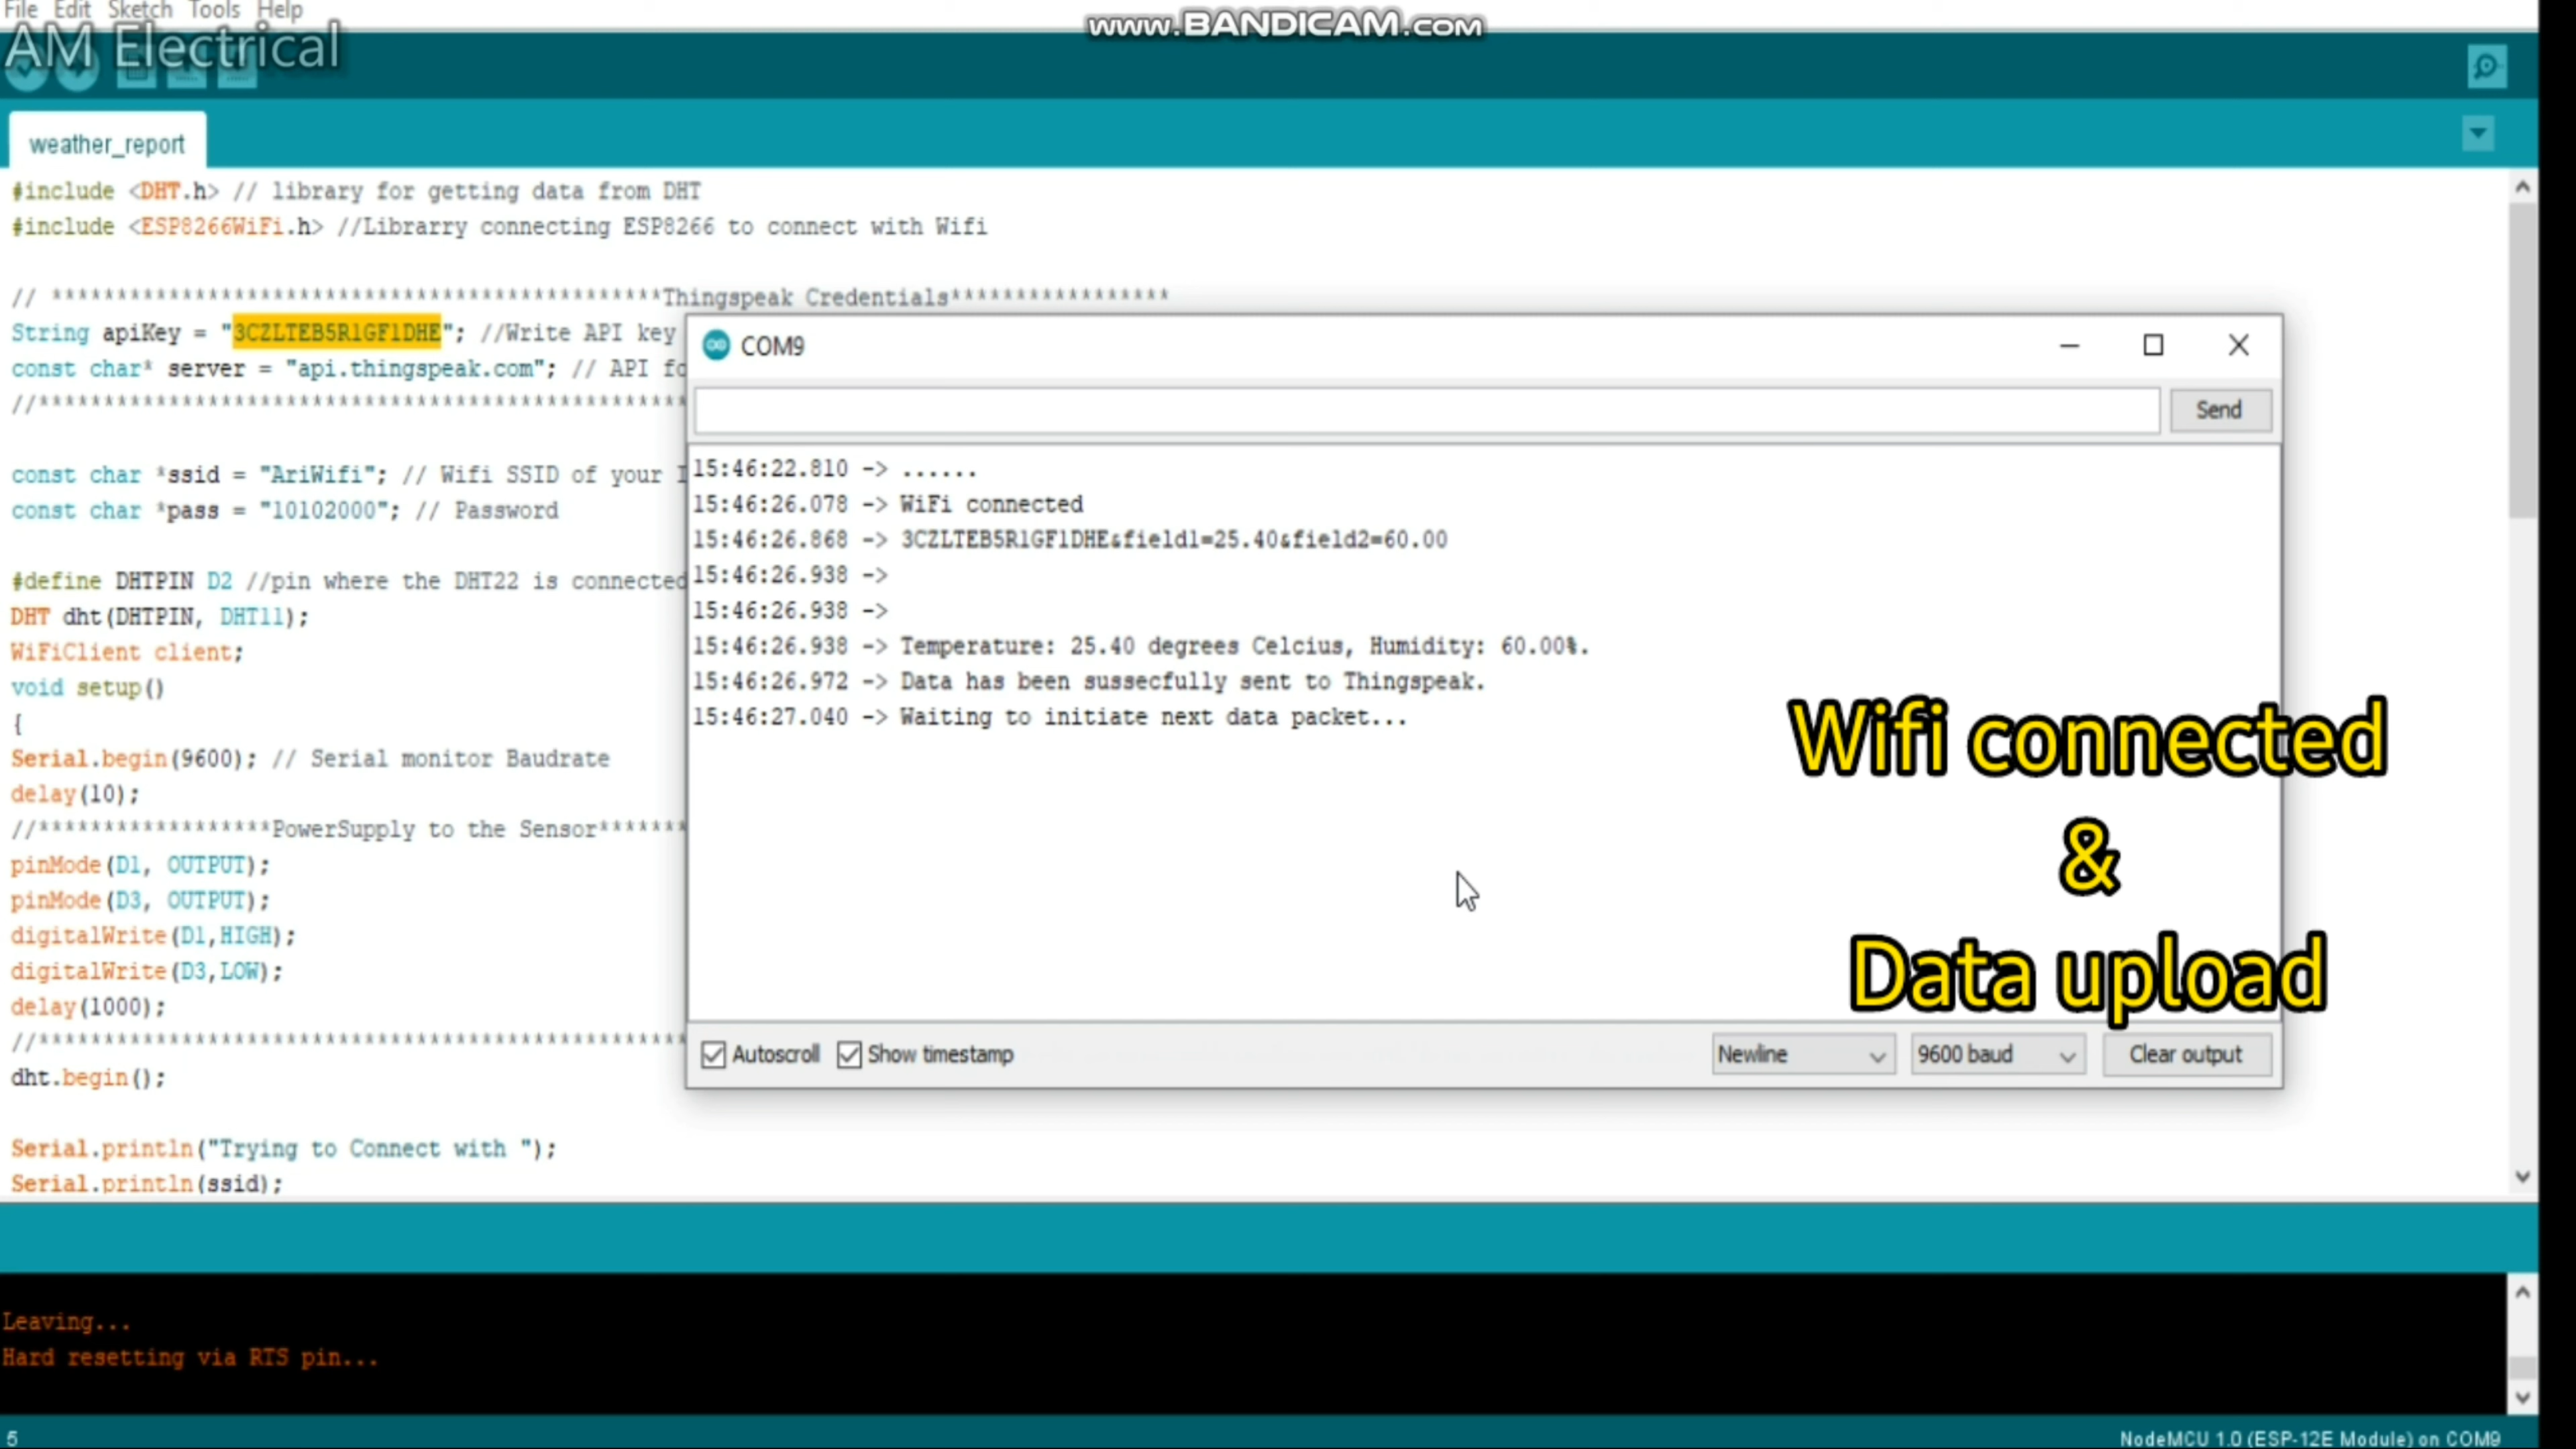 File Edit Sketch Tools Help
www.BANDICAM.com
AM Electrical
weather_report
#include <DHT.h> // library for getting data from DHT
#include <ESP8266WiFi.h> //Librarry connecting ESP8266 to connect with Wifi
// ***********************************************Thingspeak Credentials*****************
String apiKey = "3CZLTEB5R1GF1DHE"; //Write API key
const char* server = "api.thingspeak.com"; // API fo
//**************************************************
const char *ssid = "AriWifi"; // Wifi SSID of your I
const char *pass = "10102000"; // Password
#define DHTPIN D2 //pin where the DHT22 is connected
DHT dht(DHTPIN, DHT11);
WiFiClient client;
void setup()
{
Serial.begin(9600); // Serial monitor Baudrate
delay(10);
//******************PowerSupply to the Sensor*******
pinMode(D1, OUTPUT);
pinMode(D3, OUTPUT);
digitalWrite(D1,HIGH);
digitalWrite(D3,LOW);
delay(1000);
//**************************************************
dht.begin();
Serial.println("Trying to Connect with ");
Serial.println(ssid);
COM9
Send
15:46:22.810 -> ......
15:46:26.078 -> WiFi connected
15:46:26.868 -> 3CZLTEB5R1GF1DHE&field1=25.40&field2=60.00
15:46:26.938 ->
15:46:26.938 ->
15:46:26.938 -> Temperature: 25.40 degrees Celcius, Humidity: 60.00%.
15:46:26.972 -> Data has been sussecfully sent to Thingspeak.
15:46:27.040 -> Waiting to initiate next data packet...
Wifi connected
&
Data upload
Autoscroll Show timestamp Newline 9600 baud Clear output
Leaving...
Hard resetting via RTS pin...
5 NodeMCU 1.0 (ESP-12E Module) on COM9